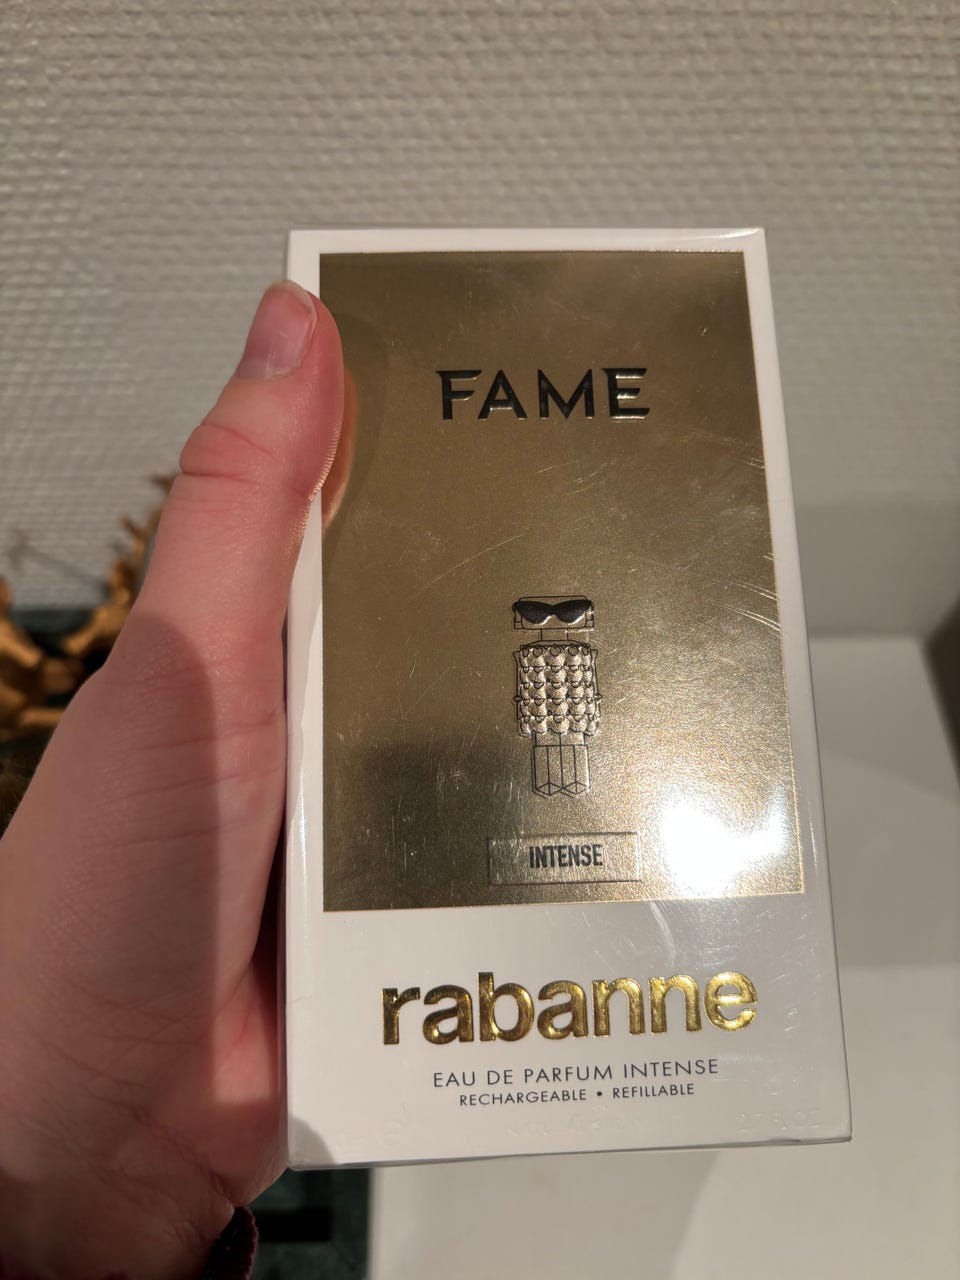 FAME
INTENSE
rabanne
EAU DE PARFUM INTENSE
RECHARGEABLE • REFILLABLE